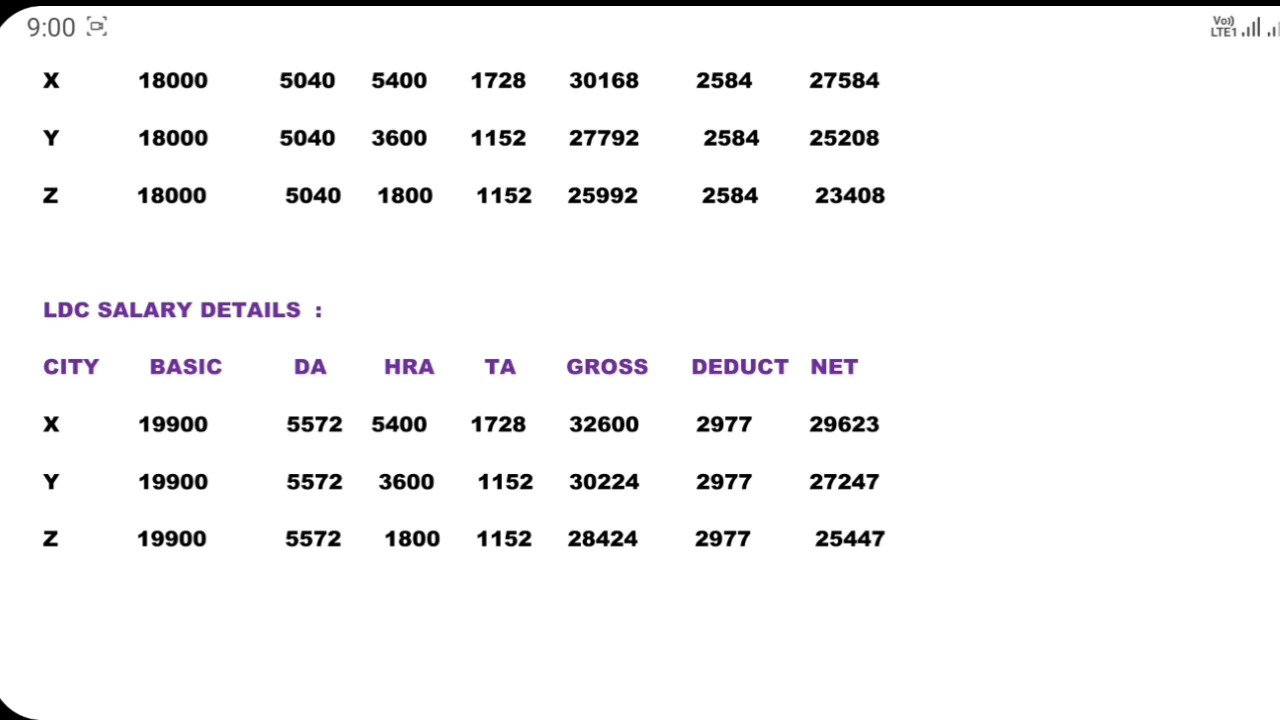 9:00 Vo)) LTE1
X 18000 5040 5400 1728 30168 2584 27584
Y 18000 5040 3600 1152 27792 2584 25208
Z 18000 5040 1800 1152 25992 2584 23408
LDC SALARY DETAILS :
CITY BASIC DA HRA TA GROSS DEDUCT NET
X 19900 5572 5400 1728 32600 2977 29623
Y 19900 5572 3600 1152 30224 2977 27247
Z 19900 5572 1800 1152 28424 2977 25447